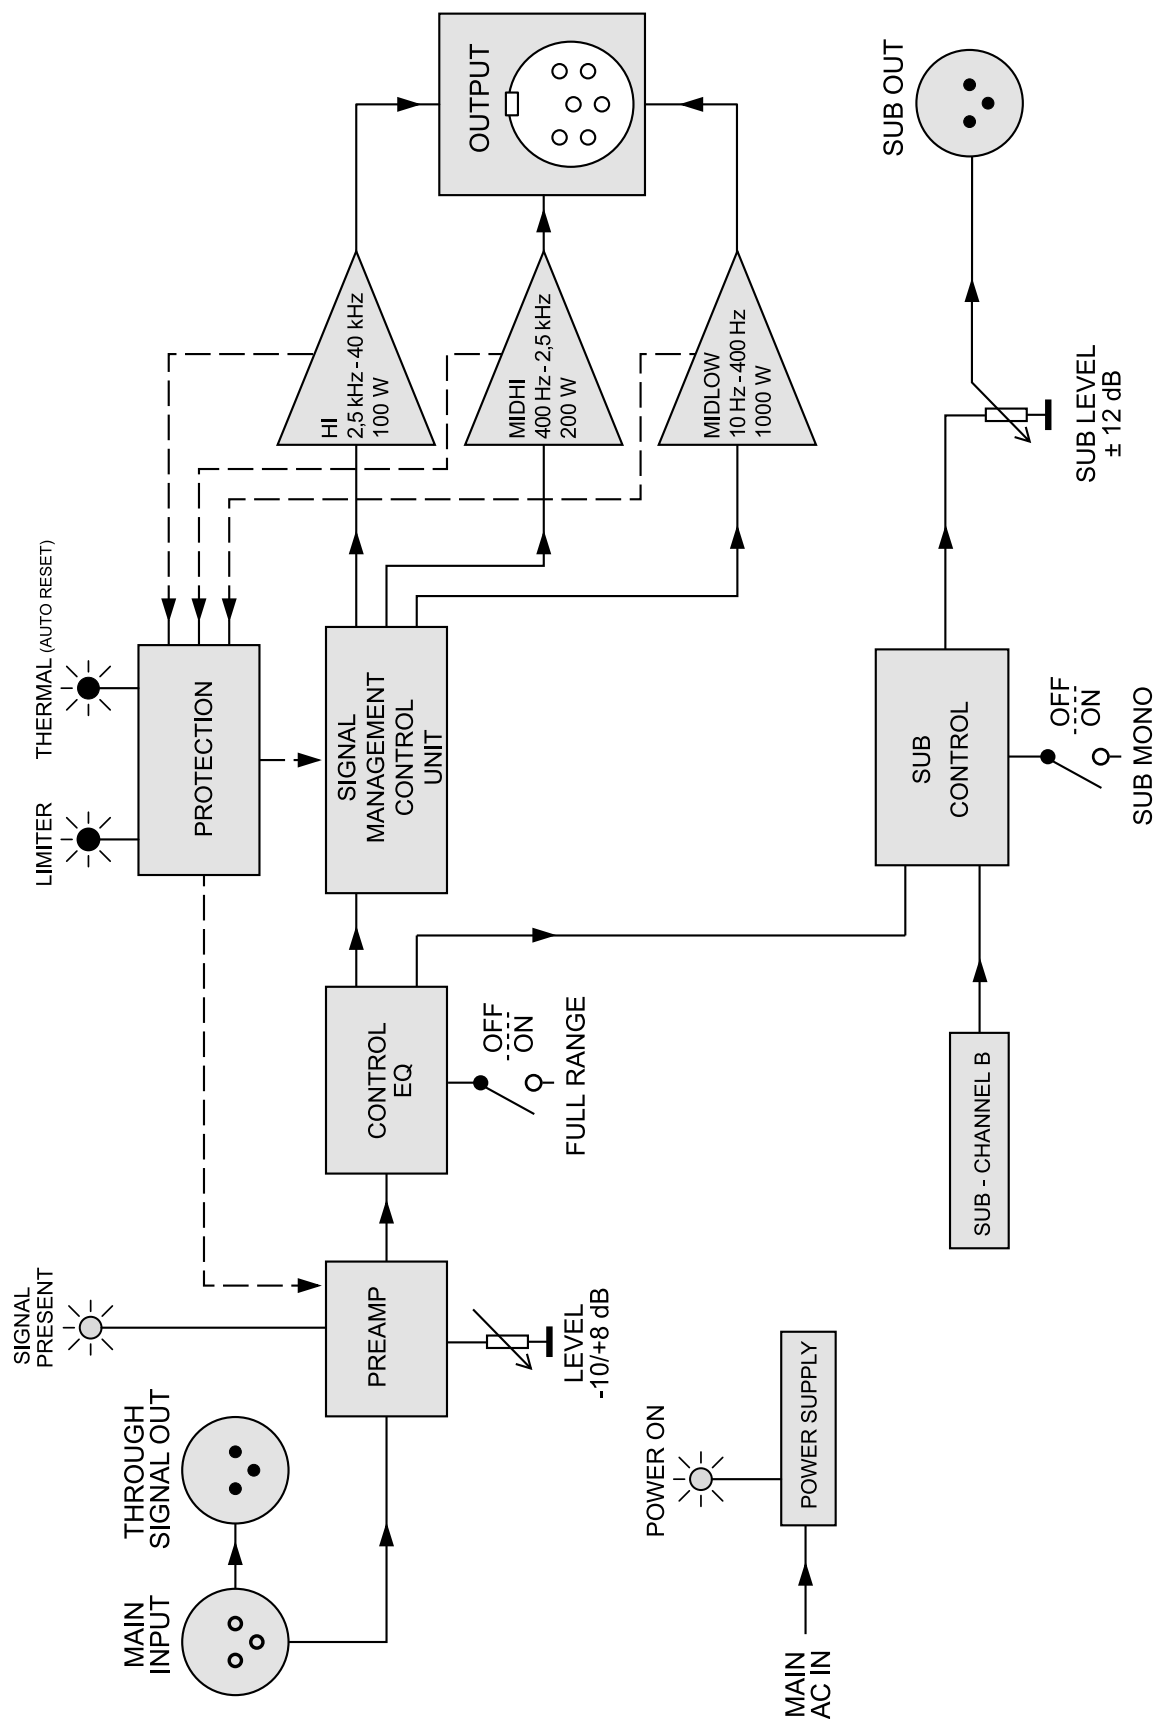 MAIN
INPUT
THROUGH
SIGNAL OUT
SIGNAL
PRESENT
LIMITER
THERMAL (AUTO RESET)
PREAMP
LEVEL
-10/+8 dB
CONTROL
EQ
OFF
ON
FULL RANGE
PROTECTION
SIGNAL
MANAGEMENT
CONTROL
UNIT
HI
2,5 kHz - 40 kHz
100 W
MIDHI
400 Hz - 2,5 kHz
200 W
MIDLOW
10 Hz - 400 Hz
1000 W
OUTPUT
MAIN
AC IN
POWER ON
POWER SUPPLY
SUB - CHANNEL B
SUB
CONTROL
OFF
ON
SUB MONO
SUB LEVEL
± 12 dB
SUB OUT